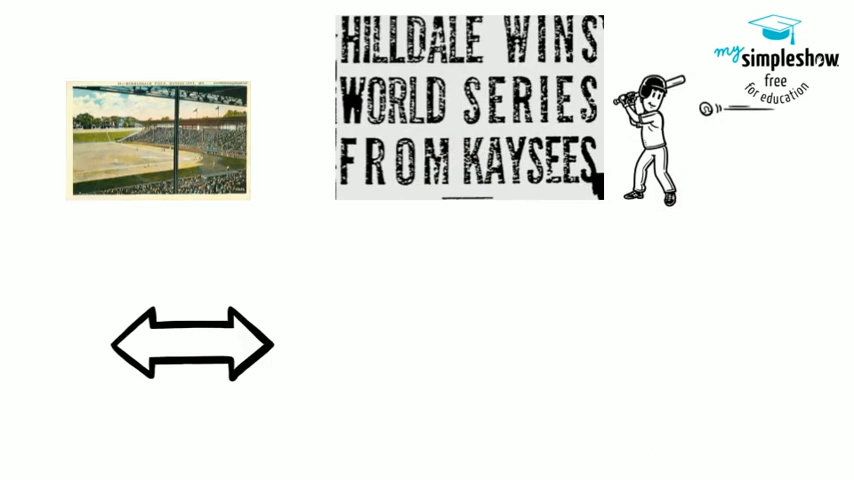 HILLDALE WINS
WORLD SERIES
FROM KAYSEES
my
simpleshow
free
for education